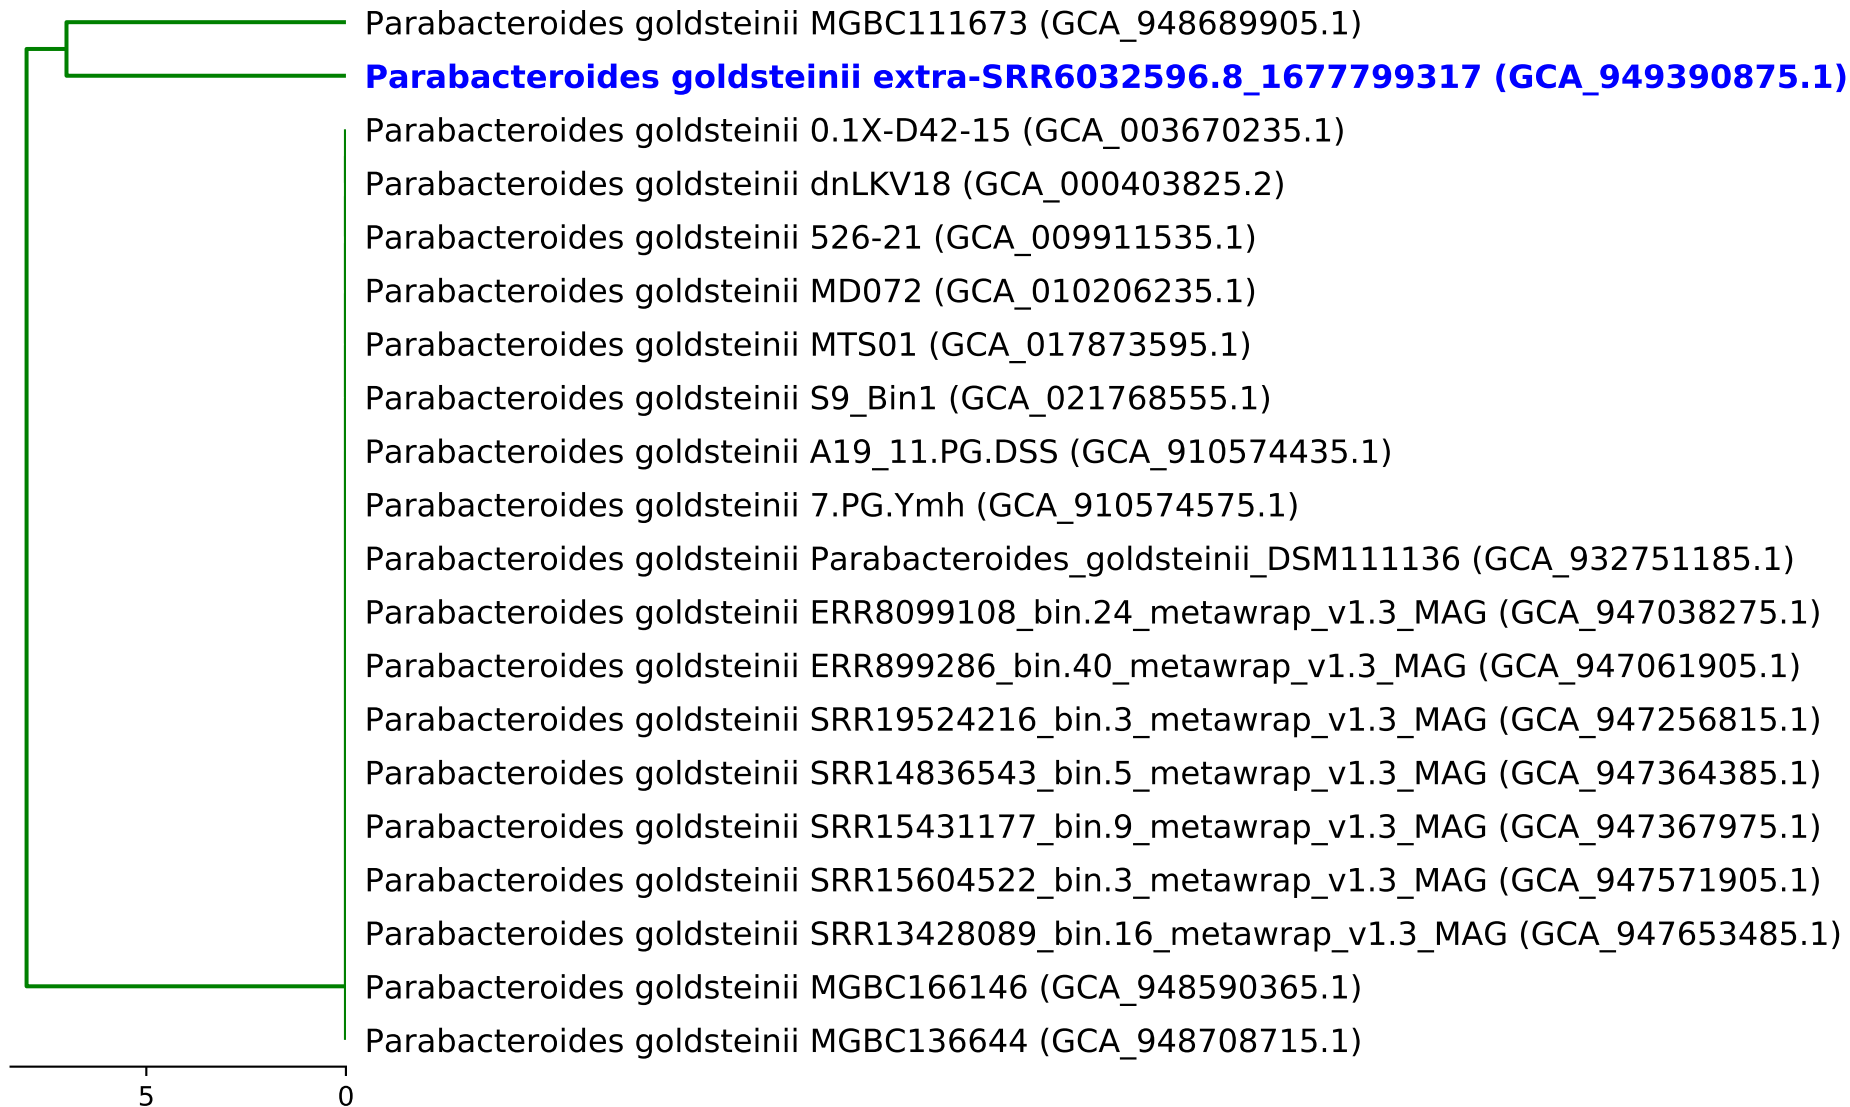 Parabacteroides goldsteinii MGBC111673 (GCA_948689905.1)
Parabacteroides goldsteinii extra-SRR6032596.8_1677799317 (GCA_949390875.1)
Parabacteroides goldsteinii 0.1X-D42-15 (GCA_003670235.1)
Parabacteroides goldsteinii dnLKV18 (GCA_000403825.2)
Parabacteroides goldsteinii 526-21 (GCA_009911535.1)
Parabacteroides goldsteinii MD072 (GCA_010206235.1)
Parabacteroides goldsteinii MTS01 (GCA_017873595.1)
Parabacteroides goldsteinii S9_Bin1 (GCA_021768555.1)
Parabacteroides goldsteinii A19_11.PG.DSS (GCA_910574435.1)
Parabacteroides goldsteinii 7.PG.Ymh (GCA_910574575.1)
Parabacteroides goldsteinii Parabacteroides_goldsteinii_DSM111136 (GCA_932751185.1)
Parabacteroides goldsteinii ERR8099108_bin.24_metawrap_v1.3_MAG (GCA_947038275.1)
Parabacteroides goldsteinii ERR899286_bin.40_metawrap_v1.3_MAG (GCA_947061905.1)
Parabacteroides goldsteinii SRR19524216_bin.3_metawrap_v1.3_MAG (GCA_947256815.1)
Parabacteroides goldsteinii SRR14836543_bin.5_metawrap_v1.3_MAG (GCA_947364385.1)
Parabacteroides goldsteinii SRR15431177_bin.9_metawrap_v1.3_MAG (GCA_947367975.1)
Parabacteroides goldsteinii SRR15604522_bin.3_metawrap_v1.3_MAG (GCA_947571905.1)
Parabacteroides goldsteinii SRR13428089_bin.16_metawrap_v1.3_MAG (GCA_947653485.1)
Parabacteroides goldsteinii MGBC166146 (GCA_948590365.1)
Parabacteroides goldsteinii MGBC136644 (GCA_948708715.1)
5 0